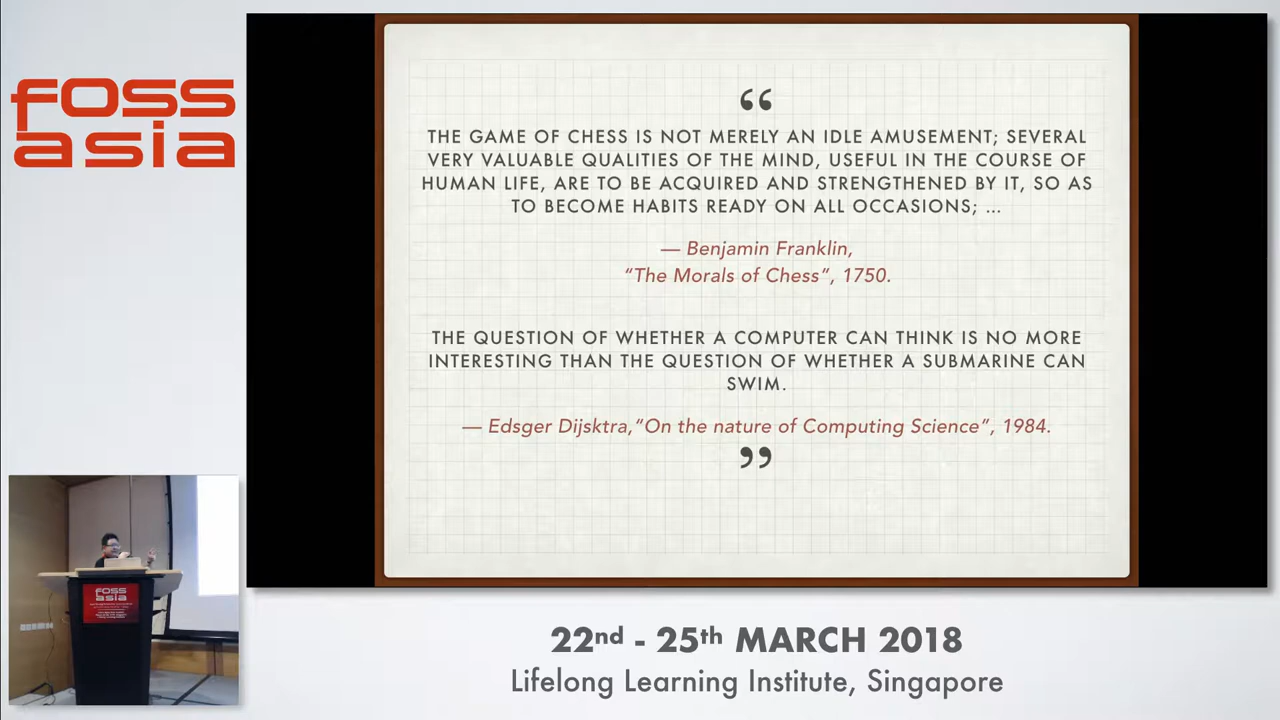 foss
asia
“
THE GAME OF CHESS IS NOT MERELY AN IDLE AMUSEMENT; SEVERAL
VERY VALUABLE QUALITIES OF THE MIND, USEFUL IN THE COURSE OF
HUMAN LIFE, ARE TO BE ACQUIRED AND STRENGTHENED BY IT, SO AS
TO BECOME HABITS READY ON ALL OCCASIONS; ...
— Benjamin Franklin,
“The Morals of Chess”, 1750.
THE QUESTION OF WHETHER A COMPUTER CAN THINK IS NO MORE
INTERESTING THAN THE QUESTION OF WHETHER A SUBMARINE CAN
SWIM.
— Edsger Dijsktra,“On the nature of Computing Science”, 1984.
”
foss
asia
22nd - 25th MARCH 2018
Lifelong Learning Institute, Singapore